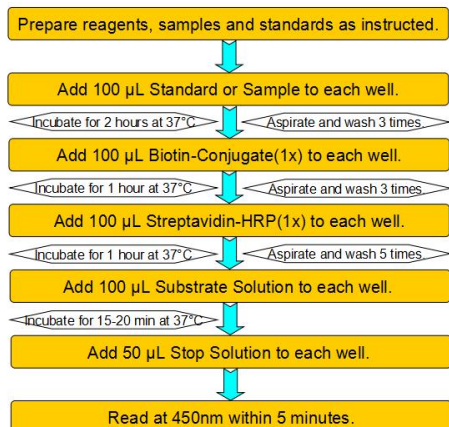 Prepare reagents, samples and standards as instructed.
Add 100 µL Standard or Sample to each well.
Incubate for 2 hours at 37°C
Aspirate and wash 3 times.
Add 100 µL Biotin-Conjugate(1x) to each well.
Incubate for 1 hour at 37°C
Aspirate and wash 3 times.
Add 100 µL Streptavidin-HRP(1x) to each well.
Incubate for 1 hour at 37°C
Aspirate and wash 5 times.
Add 100 µL Substrate Solution to each well.
Incubate for 15-20 min at 37°C
Add 50 µL Stop Solution to each well.
Read at 450nm within 5 minutes.